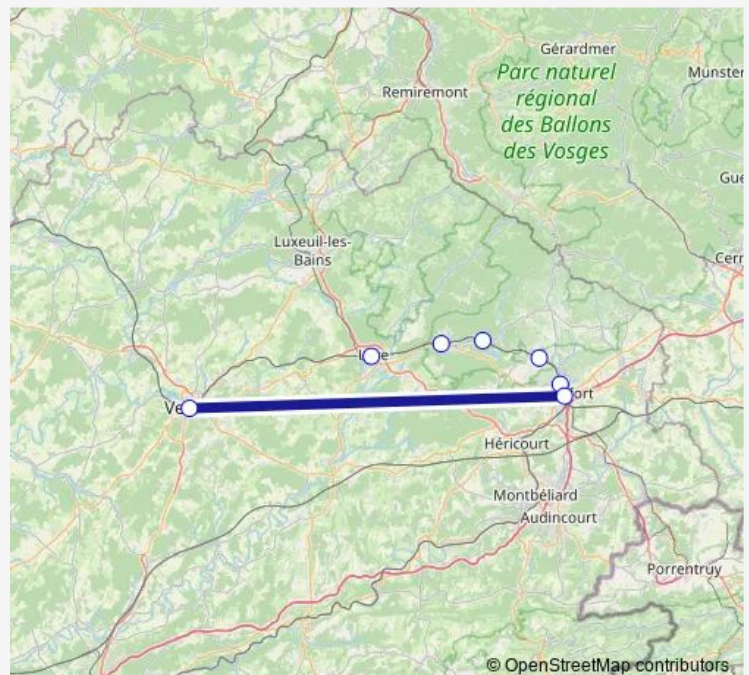 Gérardmer
Parc naturel
régional
des Ballons
des Vosges
Munster
Remiremont
Gue
Luxeuil-les-
Bains
Cern
Ve
fort
Héricourt
Montbéliard
Audincourt
Porrentruy
© OpenStreetMap contributors